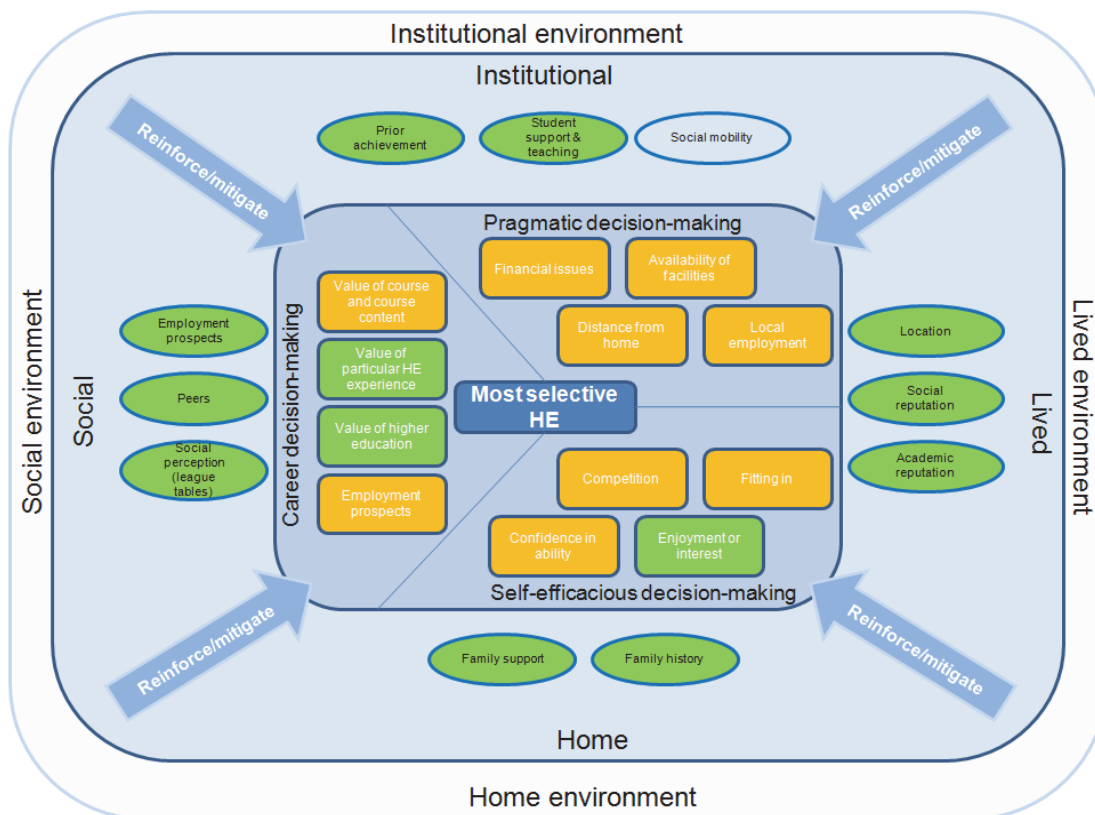 Institutional environment
Institutional
Reinforce/mitigate
Prior
achievement
Student
support &
teaching
Social mobility
Reinforce/mitigate
Pragmatic decision-making
Financial issues
Availability of
facilities
Distance from
home
Local
employment
Social environment
Social
Employment
prospects
Peers
Social
perception
(league
tables)
Career decision-making
Value of course
and course
content
Value of
particular HE
experience
Value of higher
education
Employment
prospects
Most selective
HE
Location
Social
reputation
Academic
reputation
Lived
Lived environment
Competition
Fitting in
Confidence in
ability
Enjoyment or
interest
Self-efficacious decision-making
Reinforce/mitigate
Family support
Family history
Reinforce/mitigate
Home
Home environment